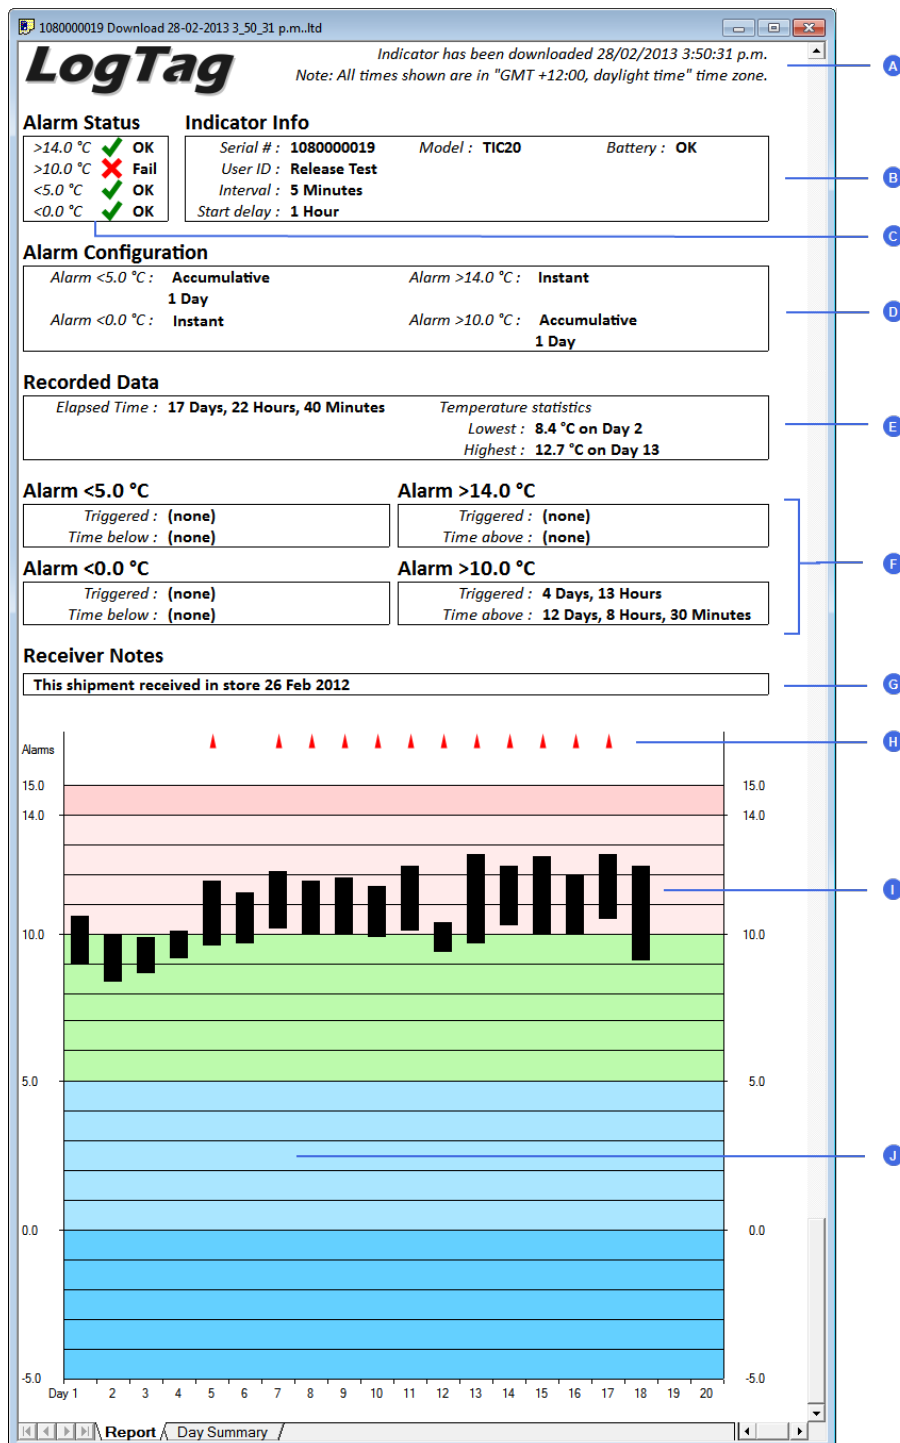 1080000019 Download 28-02-2013 3_50_31 p.m..ltd
LogTag
Indicator has been downloaded 28/02/2013 3:50:31 p.m.
Note: All times shown are in "GMT +12:00, daylight time" time zone.
A
Alarm Status
>14.0 °C OK
>10.0 °C Fail
<5.0 °C OK
<0.0 °C OK
Indicator Info
Serial # : 1080000019 Model : TIC20 Battery : OK
User ID : Release Test
Interval : 5 Minutes
Start delay : 1 Hour
B
C
Alarm Configuration
Alarm <5.0 °C : Accumulative
1 Day
Alarm <0.0 °C : Instant
Alarm >14.0 °C : Instant
Alarm >10.0 °C : Accumulative
1 Day
D
Recorded Data
Elapsed Time : 17 Days, 22 Hours, 40 Minutes
Temperature statistics
Lowest : 8.4 °C on Day 2
Highest : 12.7 °C on Day 13
E
Alarm <5.0 °C
Triggered : (none)
Time below : (none)
Alarm >14.0 °C
Triggered : (none)
Time above : (none)
Alarm <0.0 °C
Triggered : (none)
Time below : (none)
Alarm >10.0 °C
Triggered : 4 Days, 13 Hours
Time above : 12 Days, 8 Hours, 30 Minutes
F
Receiver Notes
This shipment received in store 26 Feb 2012
G
Alarms
H
15.0 15.0
14.0 14.0
I
10.0 10.0
5.0 5.0
J
0.0 0.0
-5.0 -5.0
Day 1 2 3 4 5 6 7 8 9 10 11 12 13 14 15 16 17 18 19 20
Report Day Summary